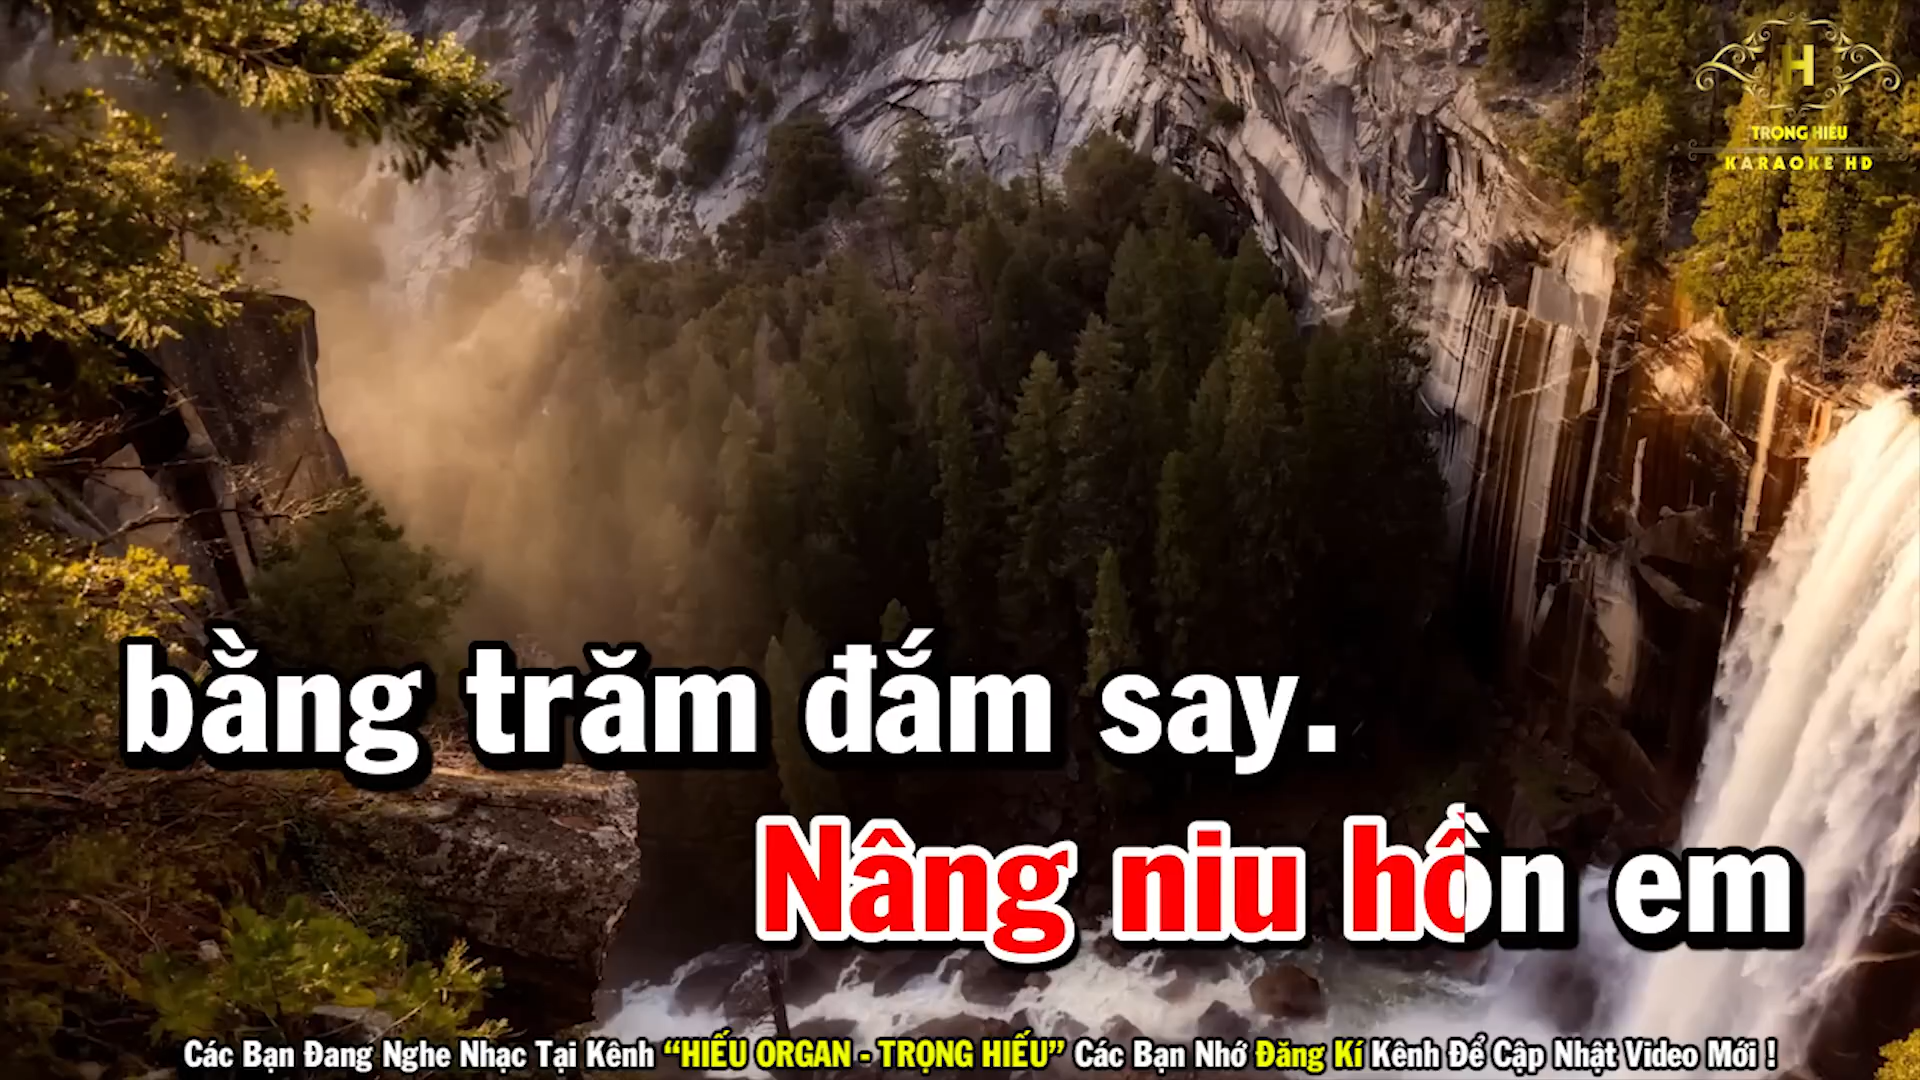 H
TRỌNG HIẾU
KARAOKE HD
bằng trăm đắm say.
Nâng niu hồn em
Các Bạn Đang Nghe Nhạc Tại Kênh “HIẾU ORGAN - TRỌNG HIẾU” Các Bạn Nhớ Đăng Kí Kênh Để Cập Nhật Video Mới !